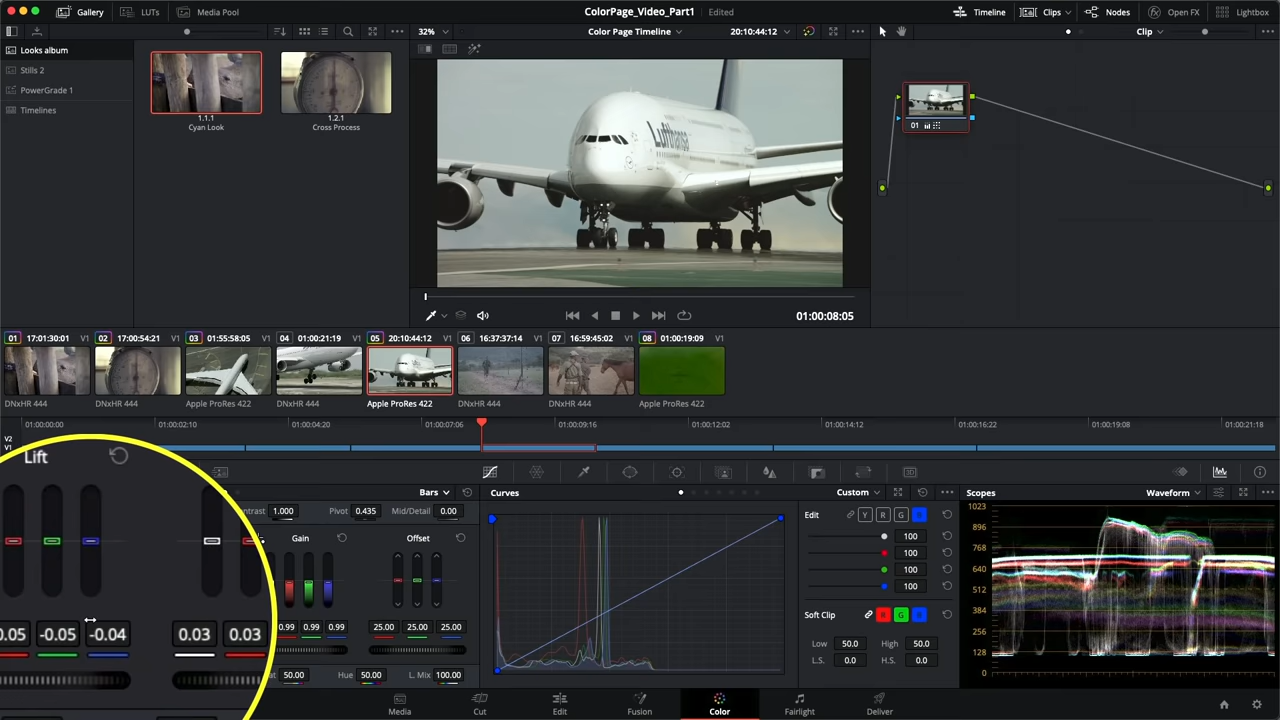 Gallery LUTs Media Pool ColorPage_Video_Part1 Edited Timeline Clips Nodes Open FX Lightbox
32% Color Page Timeline 20:10:44:12 Clip
Looks album
Stills 2
PowerGrade 1
Timelines
1.1.1 1.2.1
Cyan Look Cross Process
Lufthansa
01
01:00:08:05
01 17:01:30:01 V1 02 17:00:54:21 V1 03 01:55:58:05 V1 04 01:00:21:19 V1 05 20:10:44:12 V1 06 16:37:37:14 V1 07 16:59:45:02 V1 08 01:00:19:09 V1
DNxHR 444 DNxHR 444 Apple ProRes 422 DNxHR 444 Apple ProRes 422 DNxHR 444 DNxHR 444 Apple ProRes 422
01:00:00:00 01:00:02:10 01:00:04:20 01:00:07:06 01:00:09:16 01:00:12:02 01:00:14:12 01:00:16:22 01:00:19:08 01:00:21:18
V2
V1
Lift
Bars Curves Custom Scopes Waveform
1.000 Pivot 0.435 Mid/Detail 0.00
Gain Offset
-0.05 -0.04 0.03 0.03
0.99 0.99 25.00 25.00 25.00
50.00 Hue 50.00 L. Mix 100.00
Edit Y R G
100
100
100
100
Soft Clip R G
Low 50.0 High 50.0
L.S. 0.0 H.S. 0.0
1023
896
768
640
512
384
256
128
0
Media Cut Edit Fusion Color Fairlight Deliver